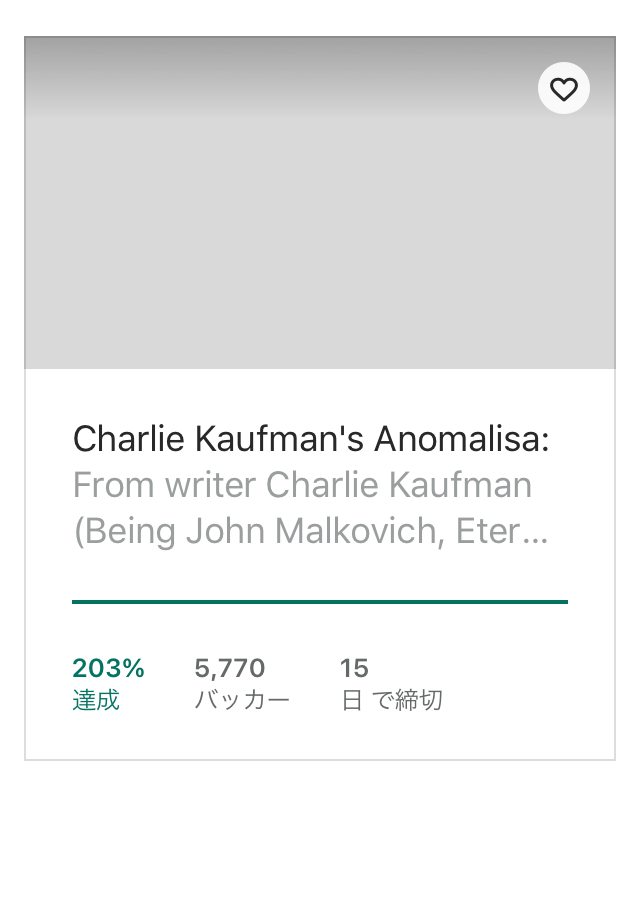 Charlie Kaufman's Anomalisa:
From writer Charlie Kaufman
(Being John Malkovich, Eter…
203% 5,770 15
達成 バッカー 日 で締切